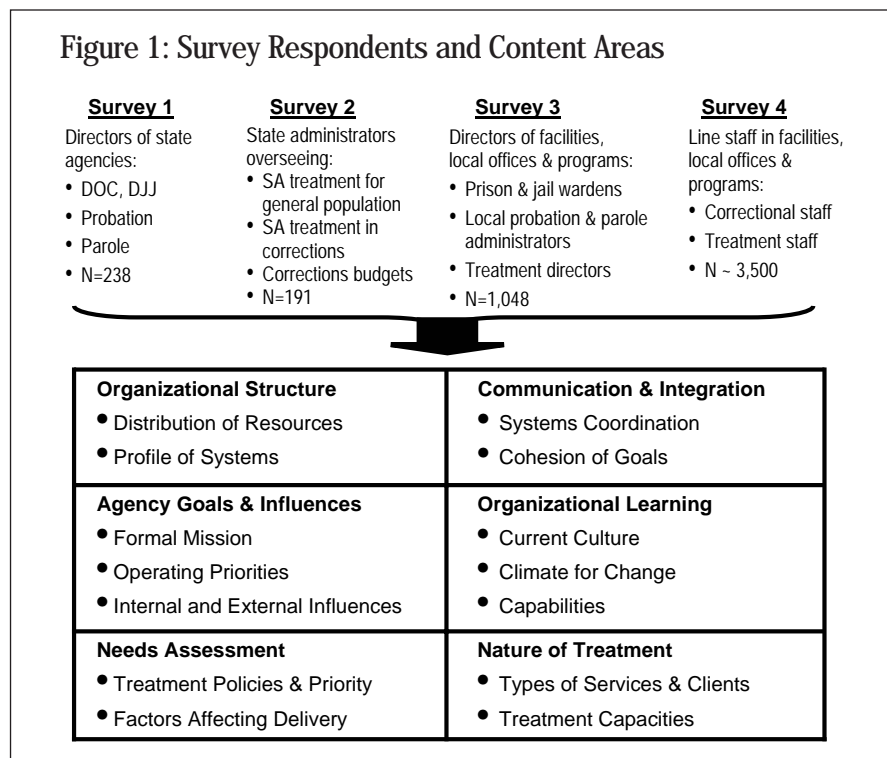 Figure 1: Survey Respondents and Content Areas
Survey 1
Directors of state
agencies:
• DOC, DJJ
• Probation
• Parole
• N=238
Survey 2
State administrators
overseeing:
• SA treatment for
general population
• SA treatment in
corrections
• Corrections budgets
• N=191
Survey 3
Directors of facilities,
local offices & programs:
• Prison & jail wardens
• Local probation & parole
administrators
• Treatment directors
• N=1,048
Survey 4
Line staff in facilities,
local offices &
programs:
• Correctional staff
• Treatment staff
• N ~ 3,500
Organizational Structure
• Distribution of Resources
• Profile of Systems
Communication & Integration
• Systems Coordination
• Cohesion of Goals
Agency Goals & Influences
• Formal Mission
• Operating Priorities
• Internal and External Influences
Organizational Learning
• Current Culture
• Climate for Change
• Capabilities
Needs Assessment
• Treatment Policies & Priority
• Factors Affecting Delivery
Nature of Treatment
• Types of Services & Clients
• Treatment Capacities